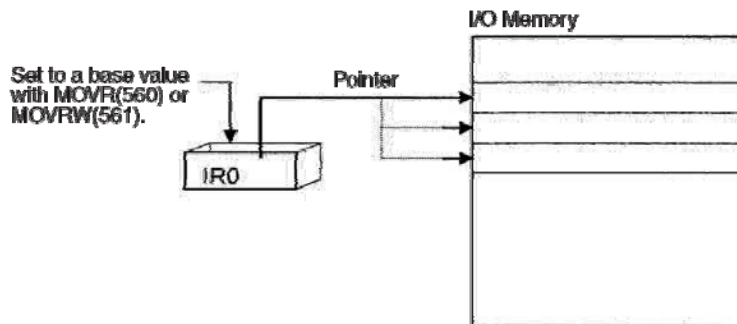 I/O Memory
Set to a base value
with MOVR(560) or
MOVRW(561).
Pointer
IR0